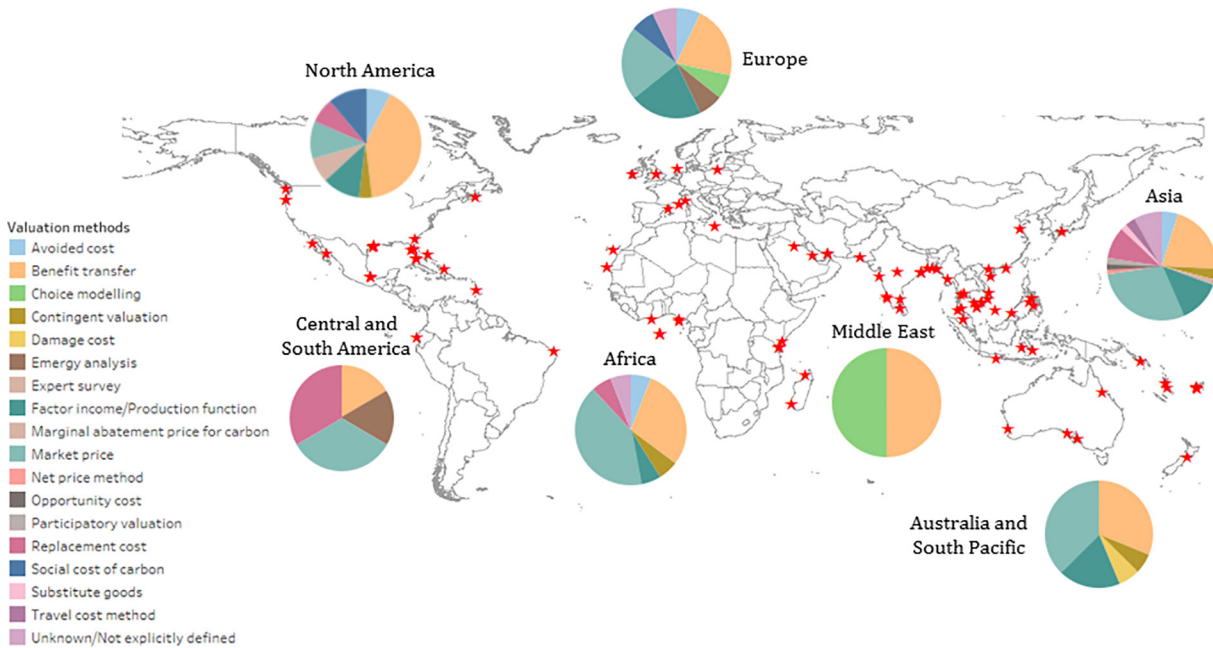 Europe
North America
Asia
Valuation methods
Avoided cost
Benefit transfer
Choice modelling
Contingent valuation
Damage cost
Emergy analysis
Expert survey
Factor income/Production function
Marginal abatement price for carbon
Market price
Net price method
Opportunity cost
Participatory valuation
Replacement cost
Social cost of carbon
Substitute goods
Travel cost method
Unknown/Not explicitly defined
Central and
South America
Africa
Middle East
Australia and
South Pacific